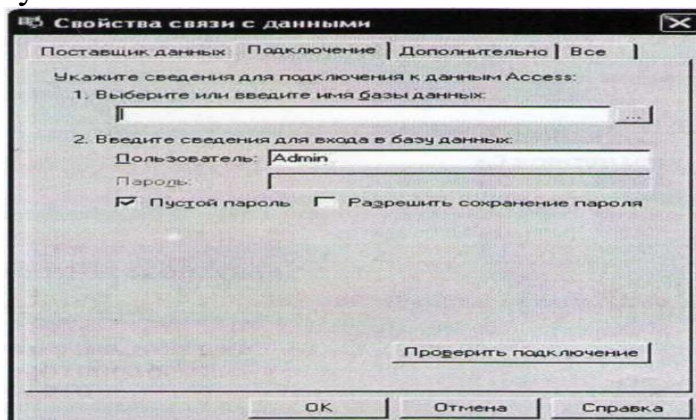 Свойства связи с данными
Поставщик данных Подключение Дополнительно Все
Укажите сведения для подключения к данным Access:
1. Выберите или введите имя базы данных:
...
2. Введите сведения для входа в базу данных:
Пользователь: Admin
Пароль:
Пустой пароль Разрешить сохранение пароля
Проверить подключение
ОК Отмена Справка